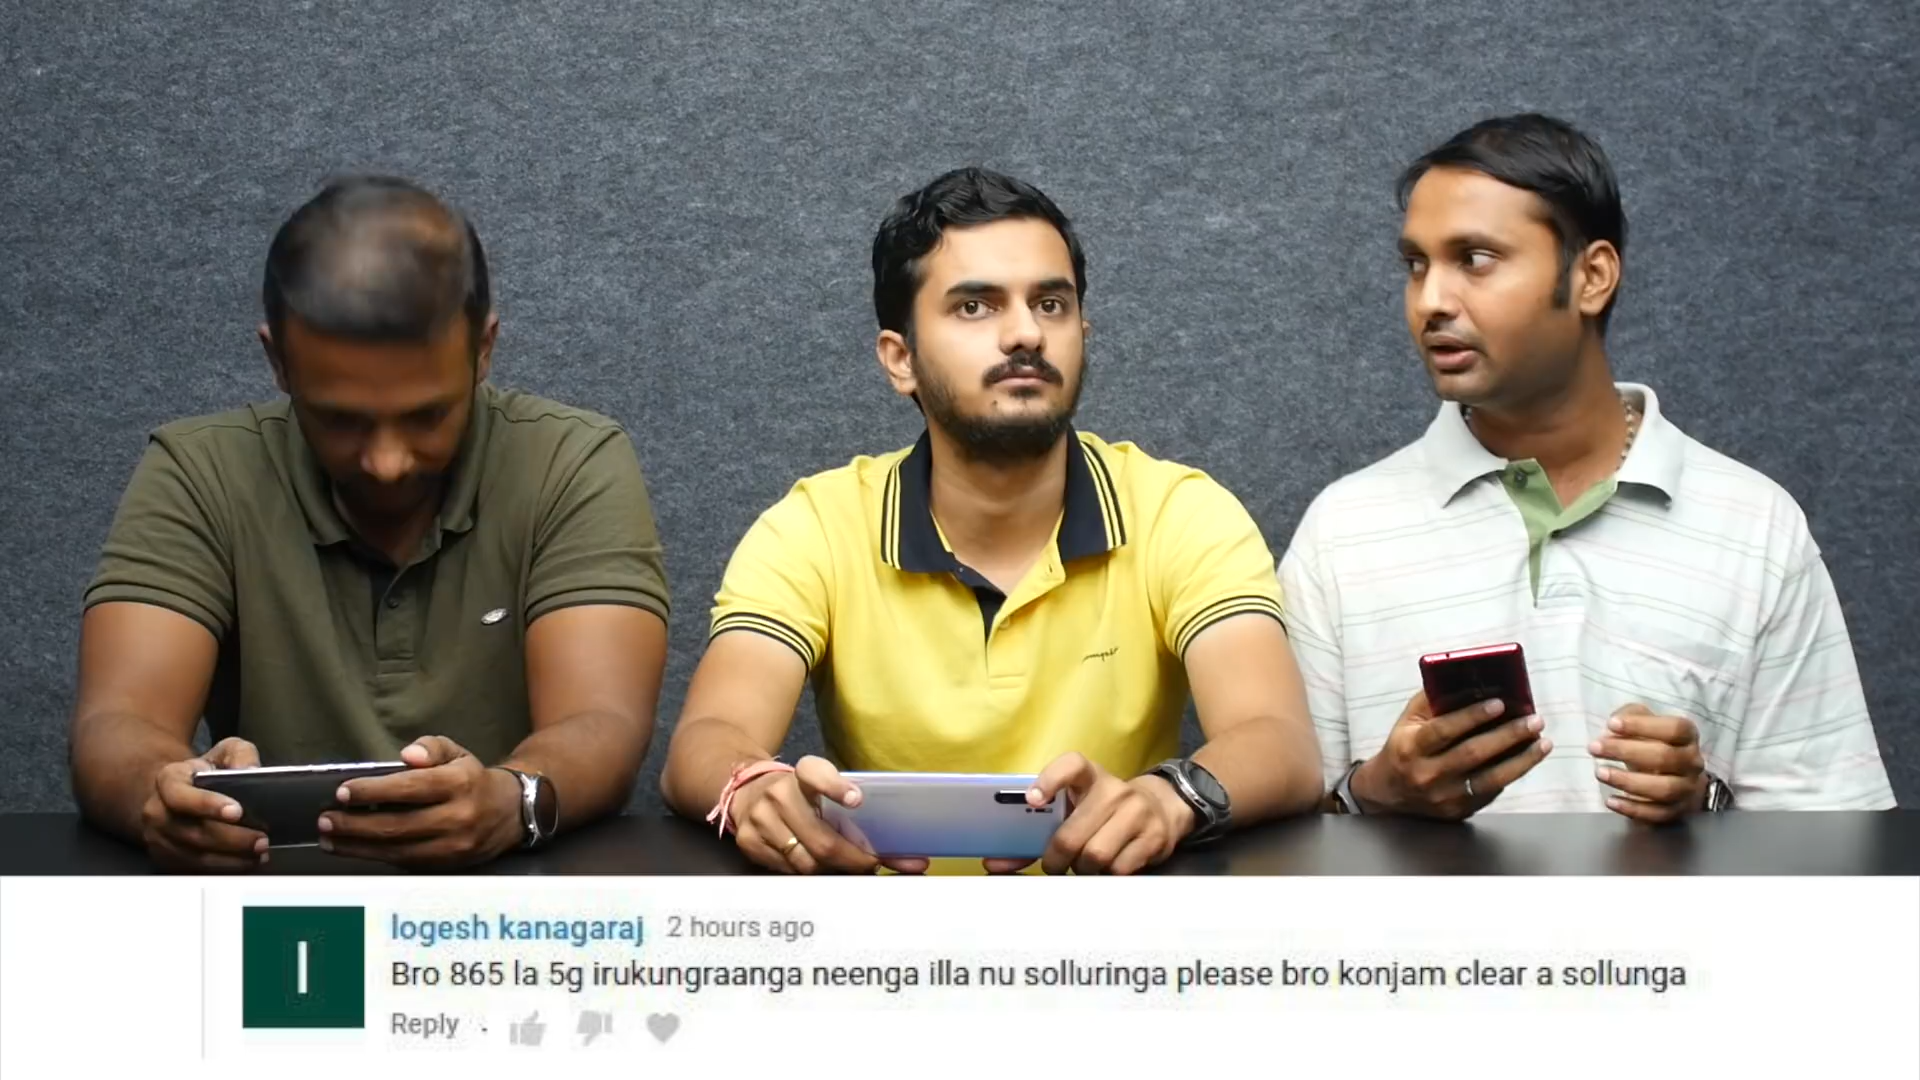 l
logesh kanagaraj 2 hours ago
Bro 865 la 5g irukungraanga neenga illa nu solluringa please bro konjam clear a sollunga
Reply .